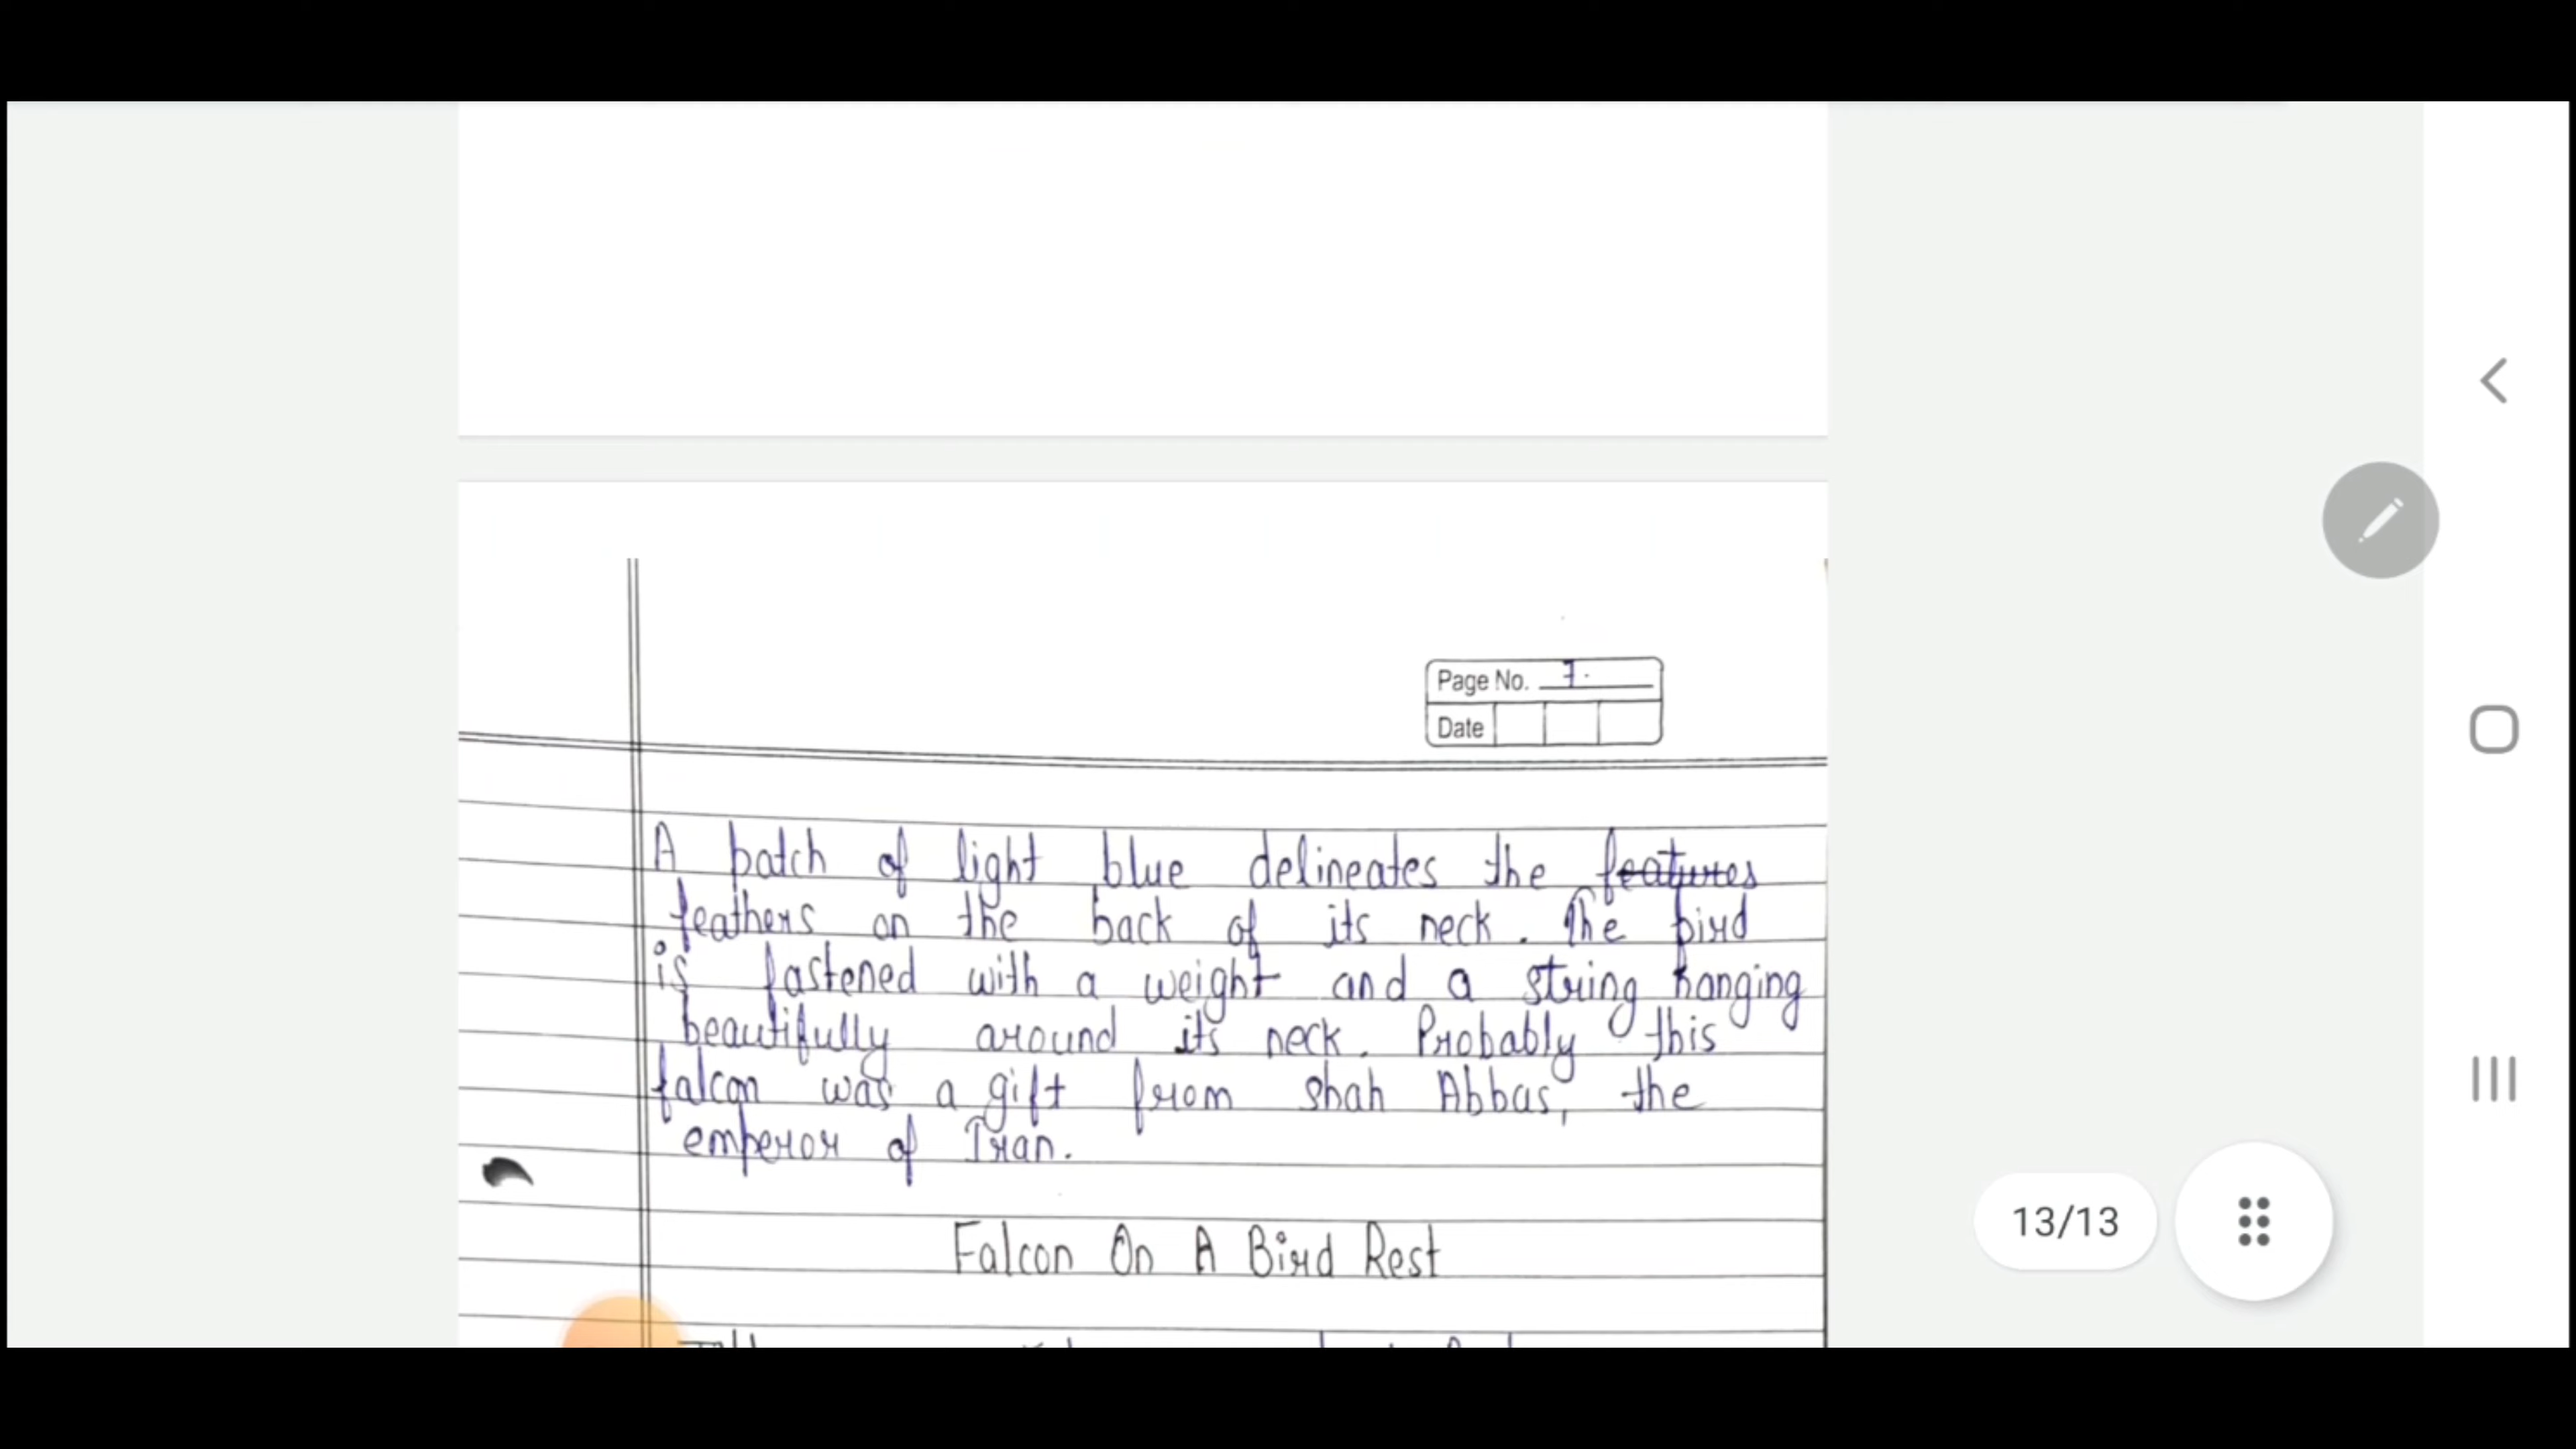 Page No. 7.
Date
A patch of light blue delineates the features
feathers on the back of its neck. The bird
is fastened with a weight and a string hanging
beautifully around its neck. Probably this
falcon was a gift from shah Abbas, the
emperor of Iran.
Falcon On A Bird Rest
13/13